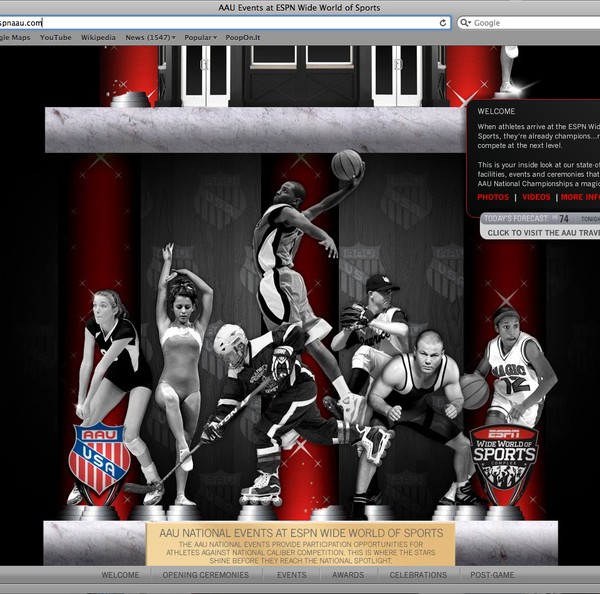 AAU Events at ESPN Wide World of Sports
spnaau.com
Google
gle Maps YouTube Wikipedia News (1547) Popular PoopOn.It
WELCOME
When athletes arrive at the ESPN Wid
Sports, they're already champions...r
compete at the next level.
This is your inside look at our state-of
facilities, events and ceremonies that
AAU National Championships a magic
PHOTOS | VIDEOS | MORE INFO
TODAY'S FORECAST 74 TONIGH
CLICK TO VISIT THE AAU TRAVE
MAGIC
12
AAU
USA
ESPN
WIDE WORLD OF
SPORTS
COMPLEX
AAU NATIONAL EVENTS AT ESPN WIDE WORLD OF SPORTS
THE AAU NATIONAL EVENTS PROVIDE PARTICIPATION OPPORTUNITIES FOR
ATHLETES AGAINST NATIONAL CALIBER COMPETITION. THIS IS WHERE THE STARS
SHINE BEFORE THEY REACH THE NATIONAL SPOTLIGHT.
WELCOME OPENING CEREMONIES EVENTS AWARDS CELEBRATIONS POST-GAME